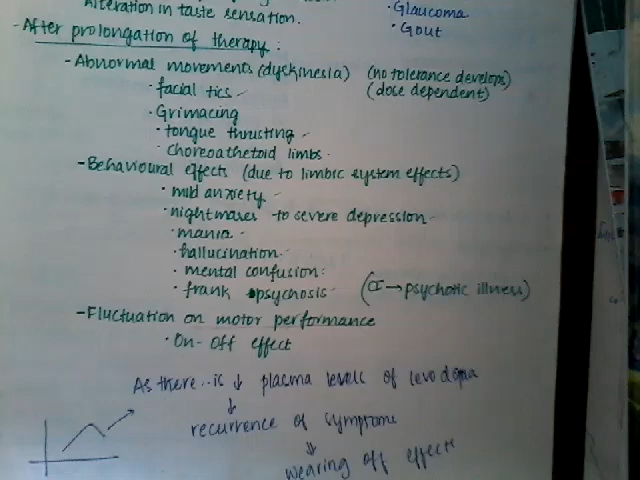 Alteration in taste sensation.
· Glaucoma
· Gout
- After prolongation of therapy:
- Abnormal movements (dyskinesia) (no tolerance develops)
(dose dependent)
· facial tics
· Grimacing
· tongue thrusting
· choreoathetoid limbs
- Behavioural effects (due to limbic system effects)
· mild anxiety
· nightmares to severe depression
· mania
· hallucination
· mental confusion
· frank psychosis (CI → psychotic illness)
- Fluctuation on motor performance
· On-off effect
As there is ↓ plasma levels of levodopa
↓
recurrence of symptoms
⇓
wearing off effects